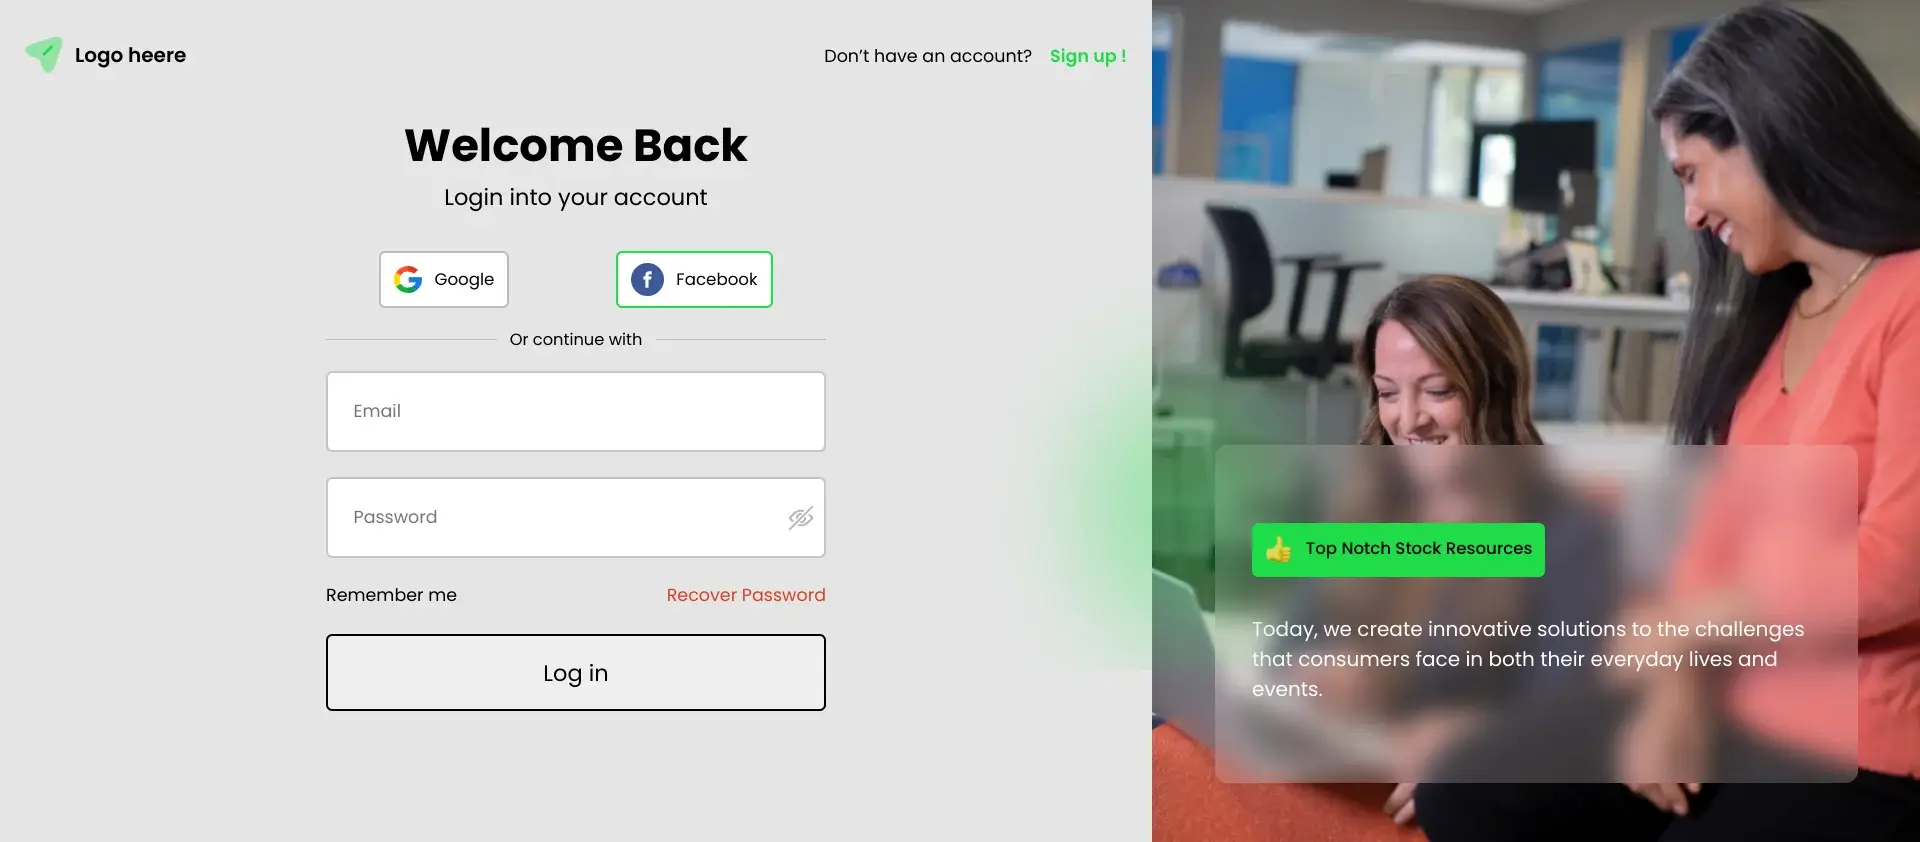 Logo heere
Don’t have an account? Sign up !
Welcome Back
Login into your account
Google
Facebook
Or continue with
Email
Password
Remember me
Recover Password
Log in
👍 Top Notch Stock Resources
Today, we create innovative solutions to the challenges
that consumers face in both their everyday lives and
events.